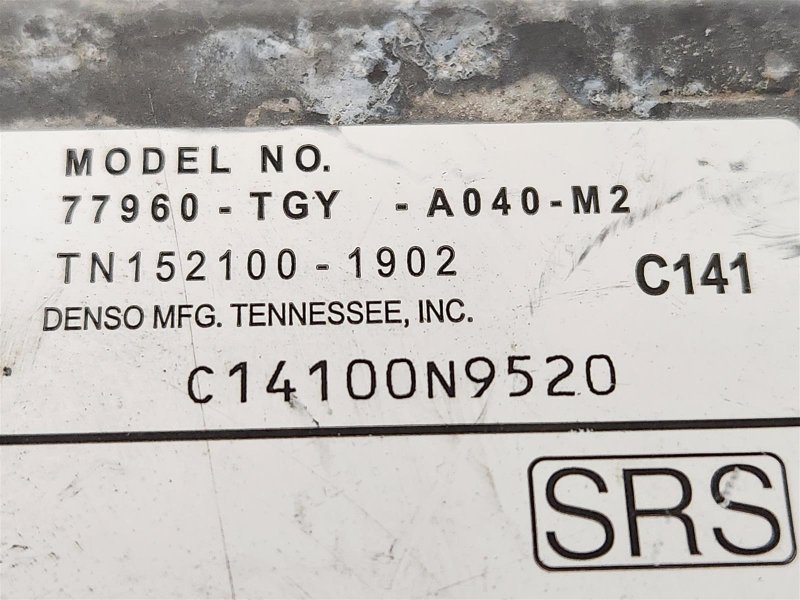 MODEL NO.
77960-TGY -A040-M2
TN152100-1902
C141
DENSO MFG. TENNESSEE, INC.
C14100N9520
SRS